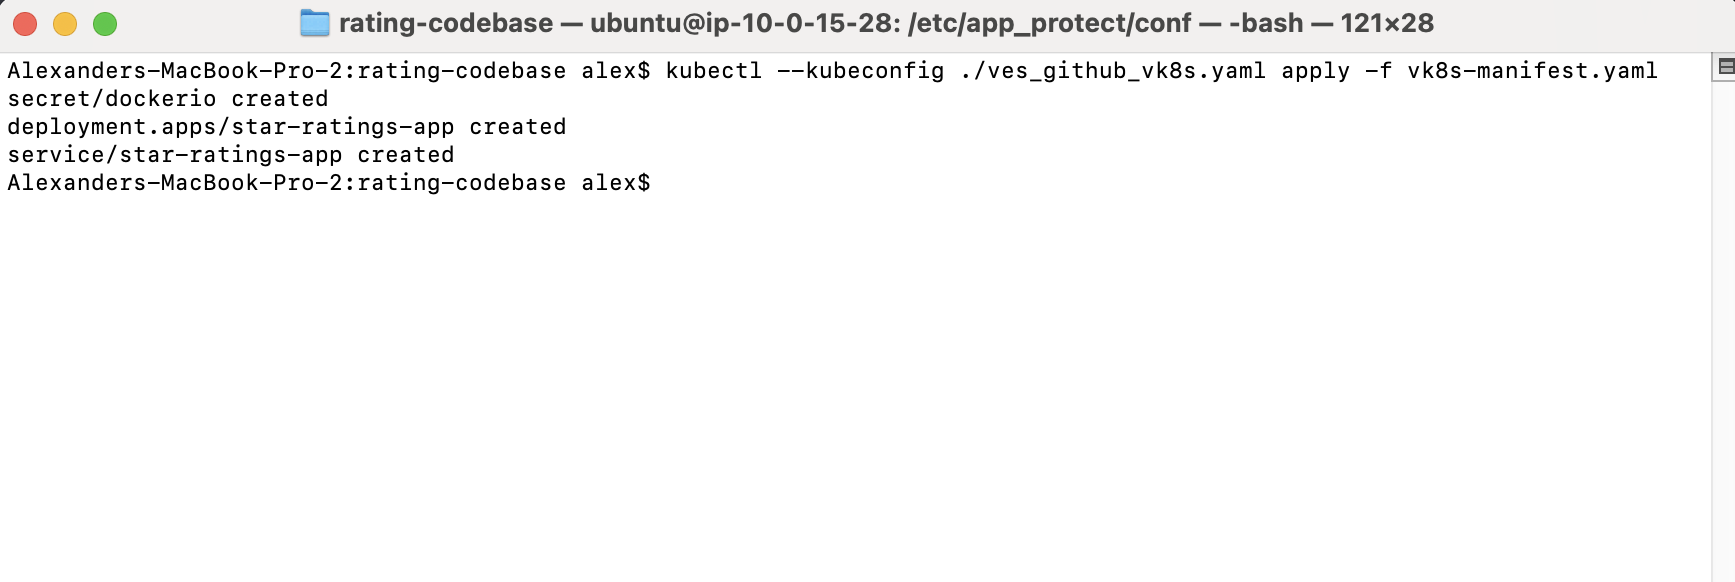 rating-codebase — ubuntu@ip-10-0-15-28: /etc/app_protect/conf — -bash — 121×28
Alexanders-MacBook-Pro-2:rating-codebase alex$ kubectl --kubeconfig ./ves_github_vk8s.yaml apply -f vk8s-manifest.yaml
secret/dockerio created
deployment.apps/star-ratings-app created
service/star-ratings-app created
Alexanders-MacBook-Pro-2:rating-codebase alex$